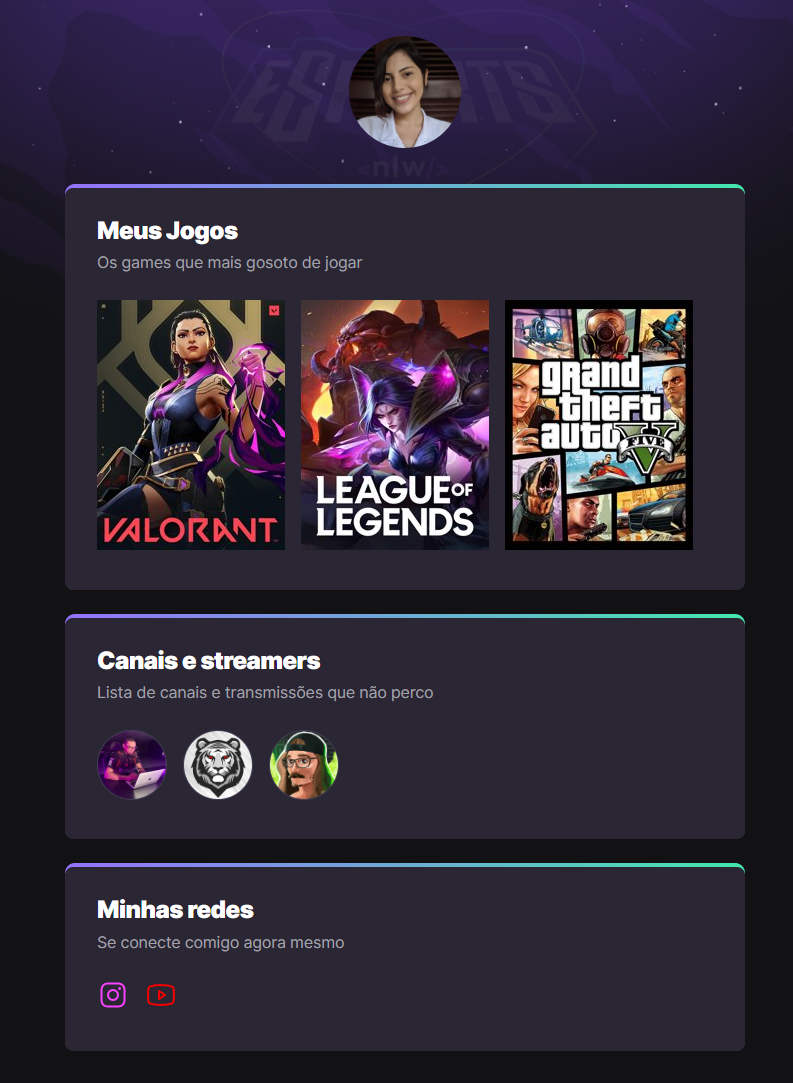 ESPORTS
<nlw/>
Meus Jogos
Os games que mais gosoto de jogar
VALORANT
LEAGUE OF
LEGENDS
grand
theft
auto V
FIVE
Canais e streamers
Lista de canais e transmissões que não perco
Minhas redes
Se conecte comigo agora mesmo